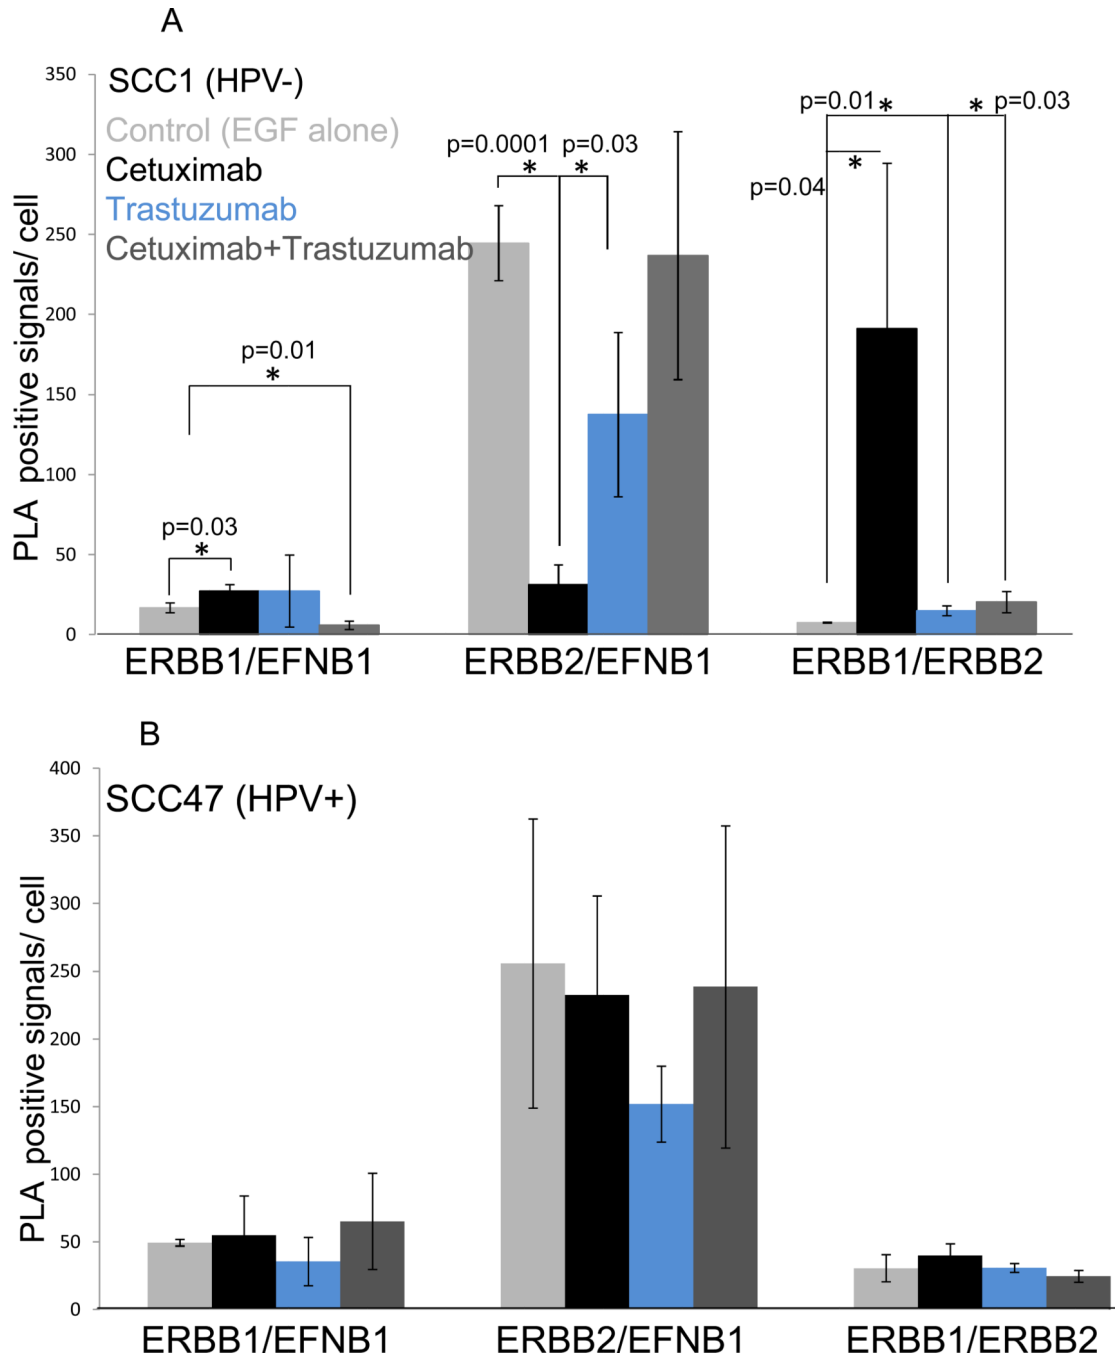 A
PLA positive signals/ cell
350
300
250
200
150
100
50
0
SCC1 (HPV-)
Control (EGF alone)
Cetuximab
Trastuzumab
Cetuximab+Trastuzumab
p=0.03
*
p=0.01
*
p=0.0001
*
p=0.03
*
p=0.01
*
*
p=0.03
p=0.04
*
ERBB1/EFNB1
ERBB2/EFNB1
ERBB1/ERBB2
B
PLA positive signals/ cell
400
350
300
250
200
150
100
50
0
SCC47 (HPV+)
ERBB1/EFNB1
ERBB2/EFNB1
ERBB1/ERBB2